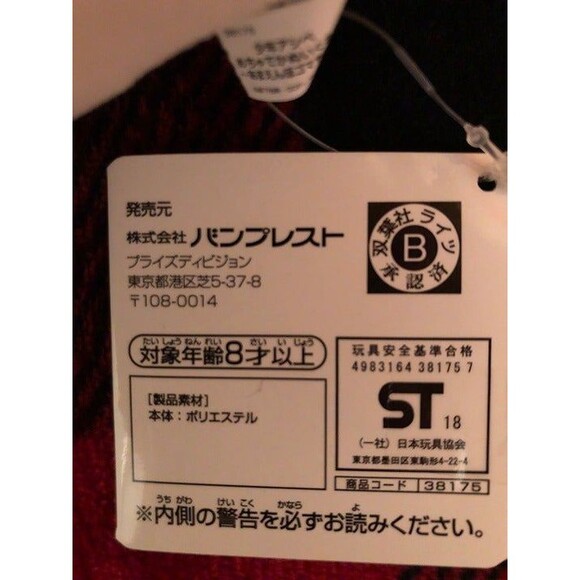 38175
少年アシベ
発売元
株式会社 バンプレスト
プライズディビジョン
東京都港区芝5-37-8
〒108-0014
双葉社 ライツ
B
承認済
たい しょう ねん れい さい い じょう
対象年齢8才以上
[製品素材]
本体：ポリエステル
玩具安全基準合格
4983164 38175 7
ST 18
(一社) 日本玩具協会
東京都墨田区東駒形4-22-4
商品コード 38175
うち がわ けい こく かなら よ
※内側の警告を必ずお読みください。